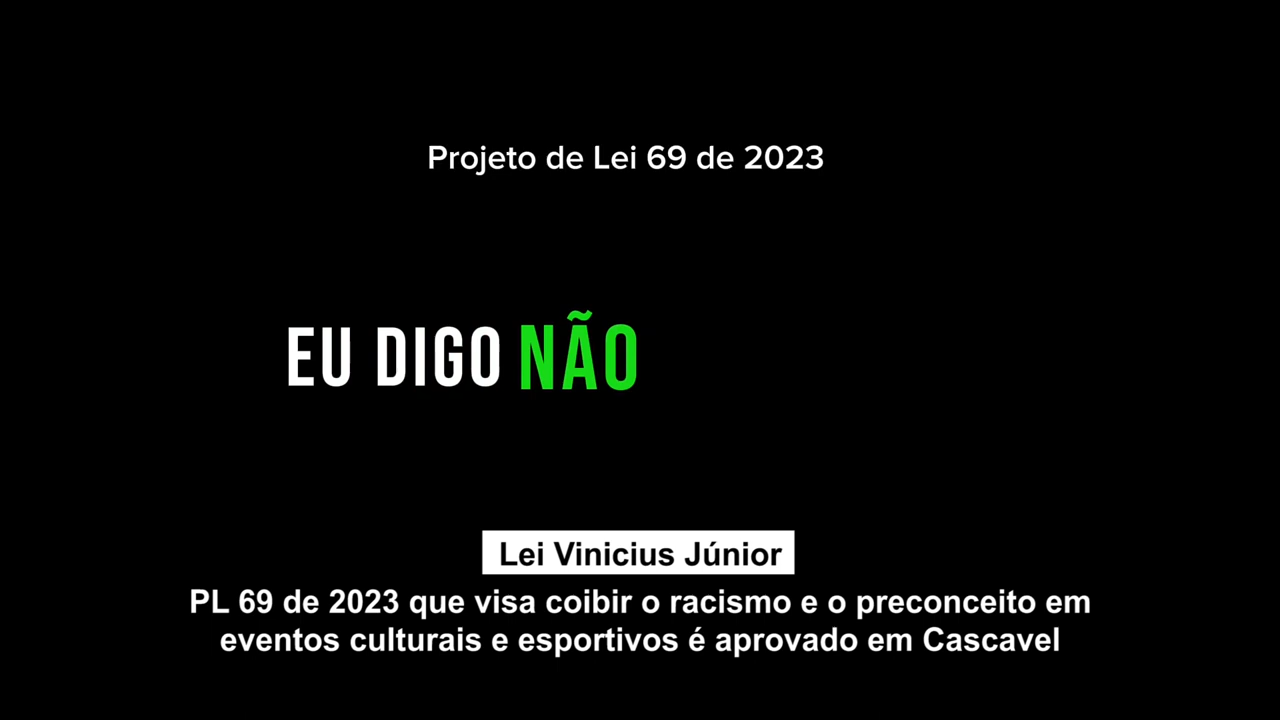 Projeto de Lei 69 de 2023
EU DIGO NÃO
Lei Vinicius Júnior
PL 69 de 2023 que visa coibir o racismo e o preconceito em
eventos culturais e esportivos é aprovado em Cascavel